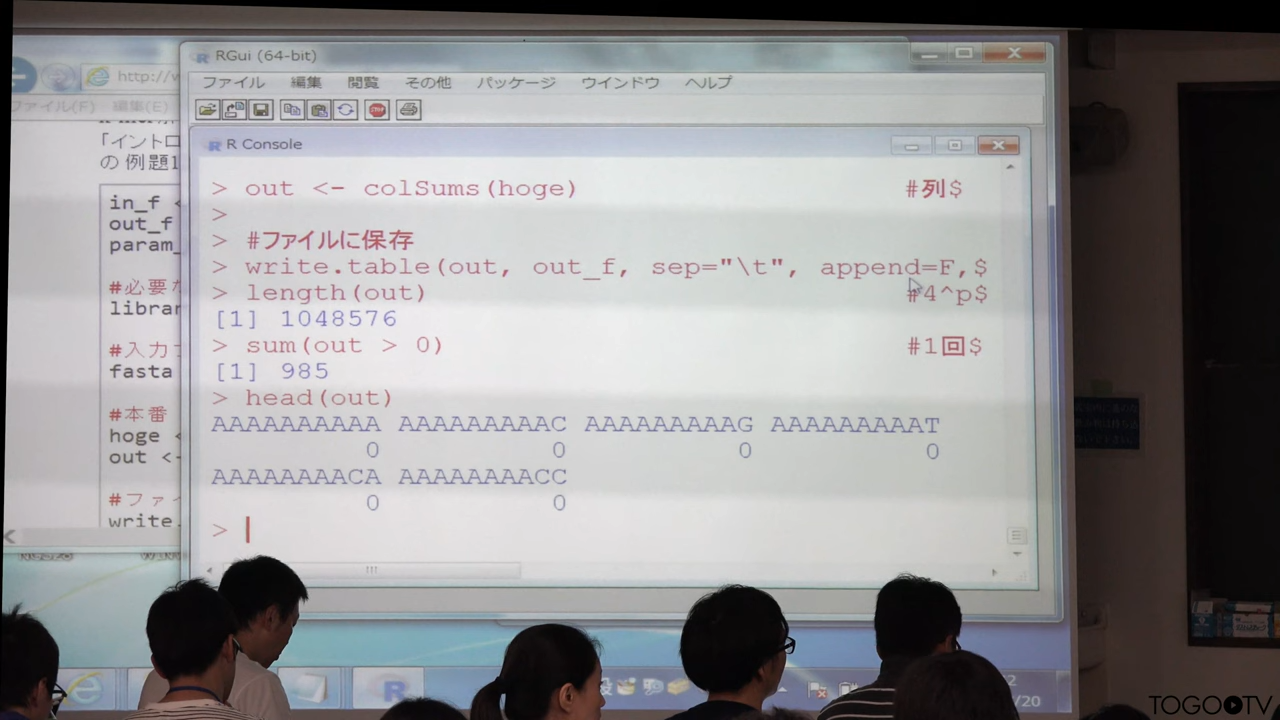 RGui (64-bit)
ファイル 編集 閲覧 その他 パッケージ ウインドウ ヘルプ
http://w
ファイル(F) 編集(E)
STOP
R Console
「イントロ
の 例題1
in_f <
out_f
param_
#必要な
librar
#入力フ
fasta
#本番
hoge <
out <-
#ファイ
write.
> out <- colSums(hoge) #列$
>
> #ファイルに保存
> write.table(out, out_f, sep="\t", append=F,$
> length(out) #4^p$
[1] 1048576
> sum(out > 0) #1回$
[1] 985
> head(out)
AAAAAAAAAA AAAAAAAAAC AAAAAAAAAG AAAAAAAAAT
0 0 0 0
AAAAAAAACA AAAAAAAACC
0 0
>
/20
TOGOTV